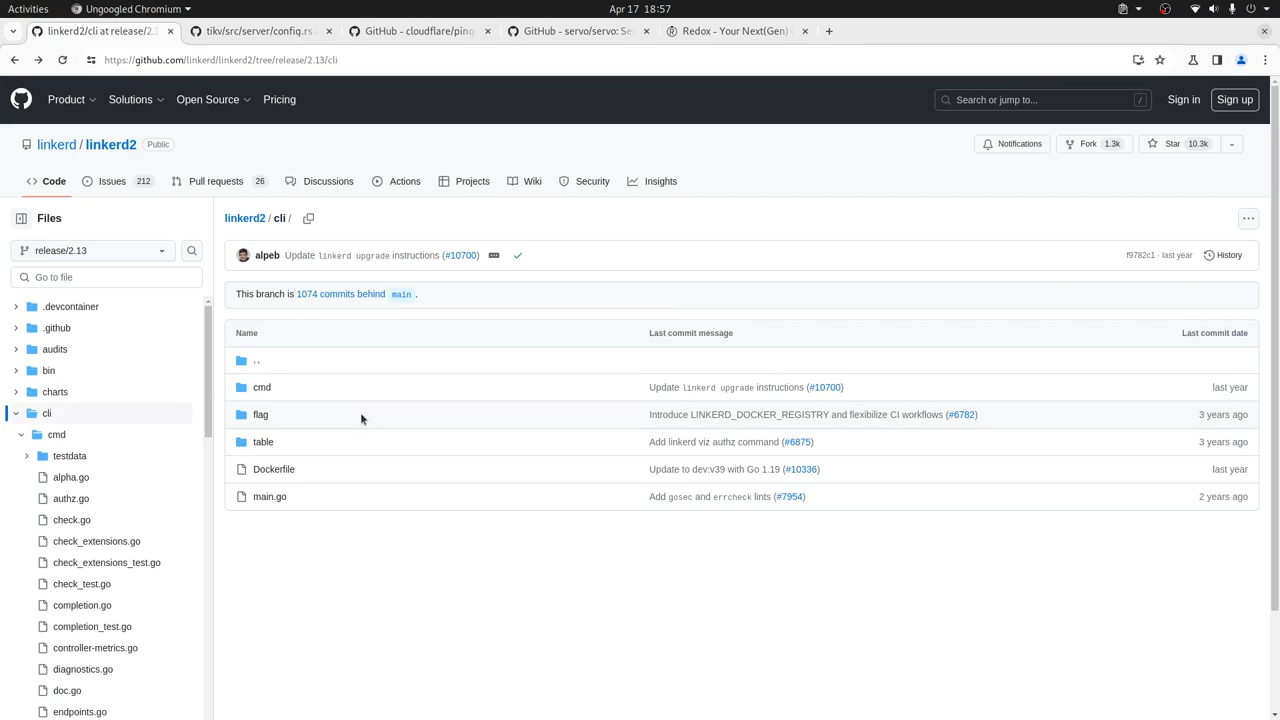 Activities
Ungoogled Chromium
Apr 17 18:57
linkerd2/cli at release/2.1
tikv/src/server/config.rs
GitHub - cloudflare/pinq
GitHub - servo/servo: Se
Redox - Your Next(Gen)
https://github.com/linkerd/linkerd2/tree/release/2.13/cli
Product
Solutions
Open Source
Pricing
Search or jump to...
/
Sign in
Sign up
linkerd / linkerd2
Public
Notifications
Fork 1.3k
Star 10.3k
Code
Issues 212
Pull requests 26
Discussions
Actions
Projects
Wiki
Security
Insights
Files
release/2.13
Go to file
.devcontainer
.github
audits
bin
charts
cli
cmd
testdata
alpha.go
authz.go
check.go
check_extensions.go
check_extensions_test.go
check_test.go
completion.go
completion_test.go
controller-metrics.go
diagnostics.go
doc.go
endpoints.go
linkerd2 / cli /
alpeb Update linkerd upgrade instructions (#10700)
f9782c1 · last year
History
This branch is 1074 commits behind main .
Name Last commit message Last commit date
..
cmd Update linkerd upgrade instructions (#10700) last year
flag Introduce LINKERD_DOCKER_REGISTRY and flexibilize CI workflows (#6782) 3 years ago
table Add linkerd viz authz command (#6875) 3 years ago
Dockerfile Update to dev:v39 with Go 1.19 (#10336) last year
main.go Add gosec and errcheck lints (#7954) 2 years ago